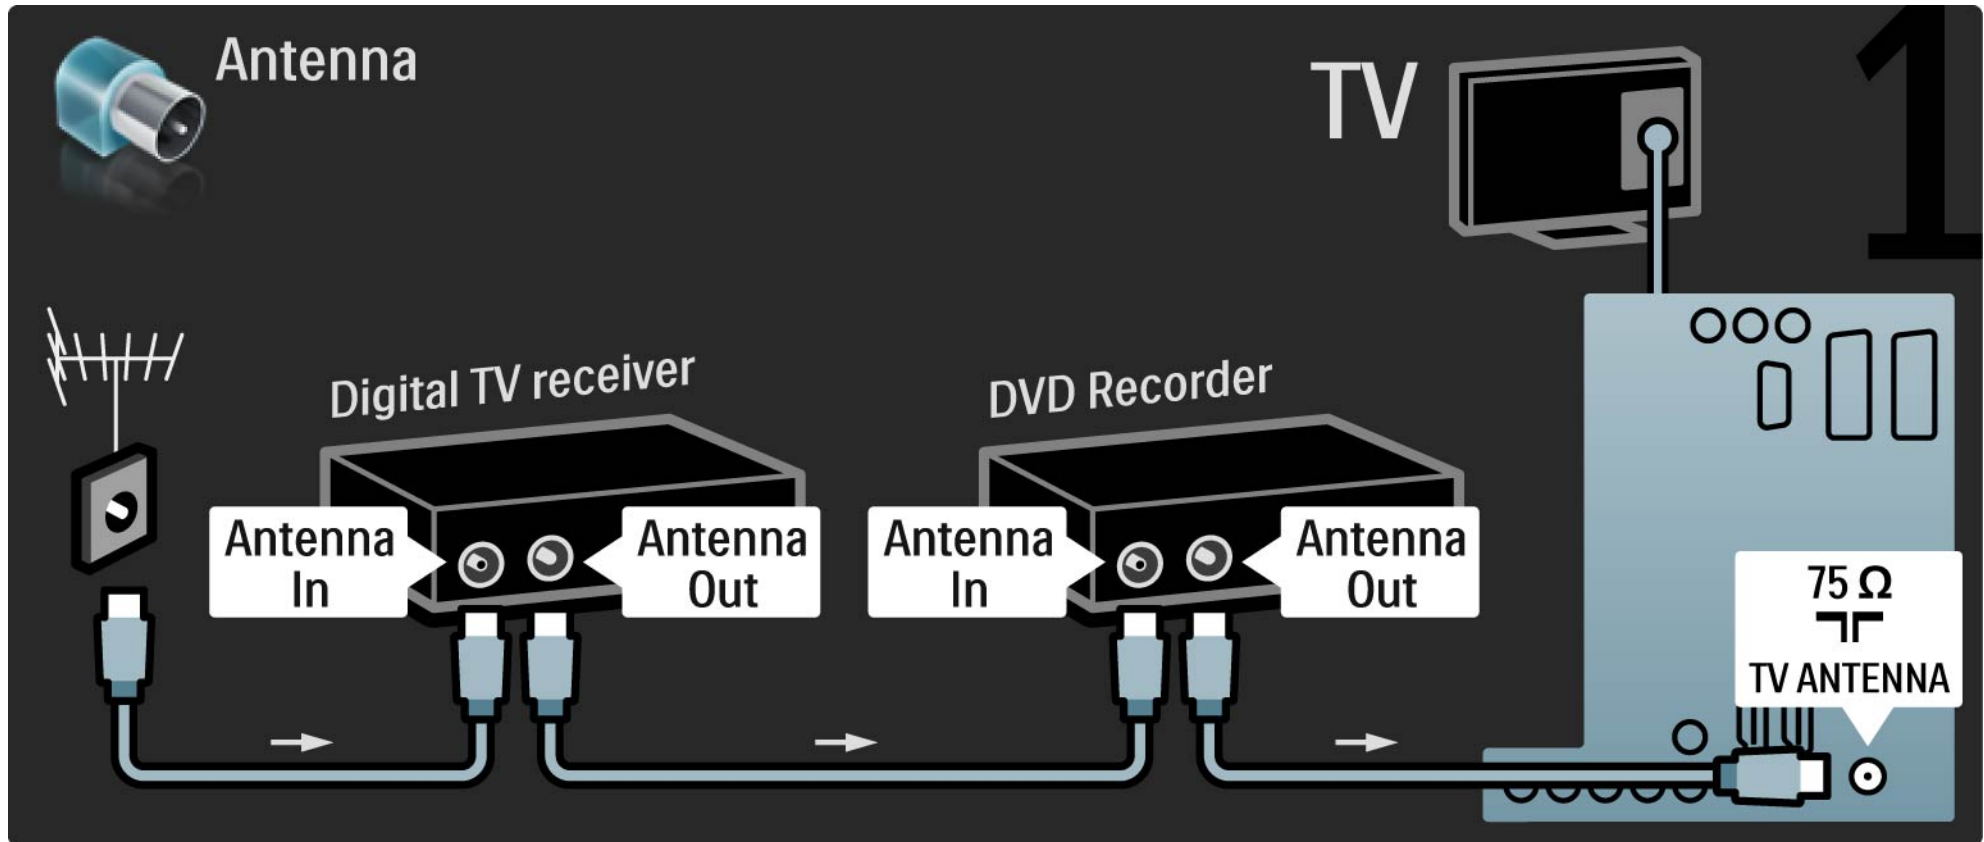 Antenna
TV
1
Digital TV receiver
DVD Recorder
Antenna
In
Antenna
Out
Antenna
In
Antenna
Out
75 Ω
TV ANTENNA